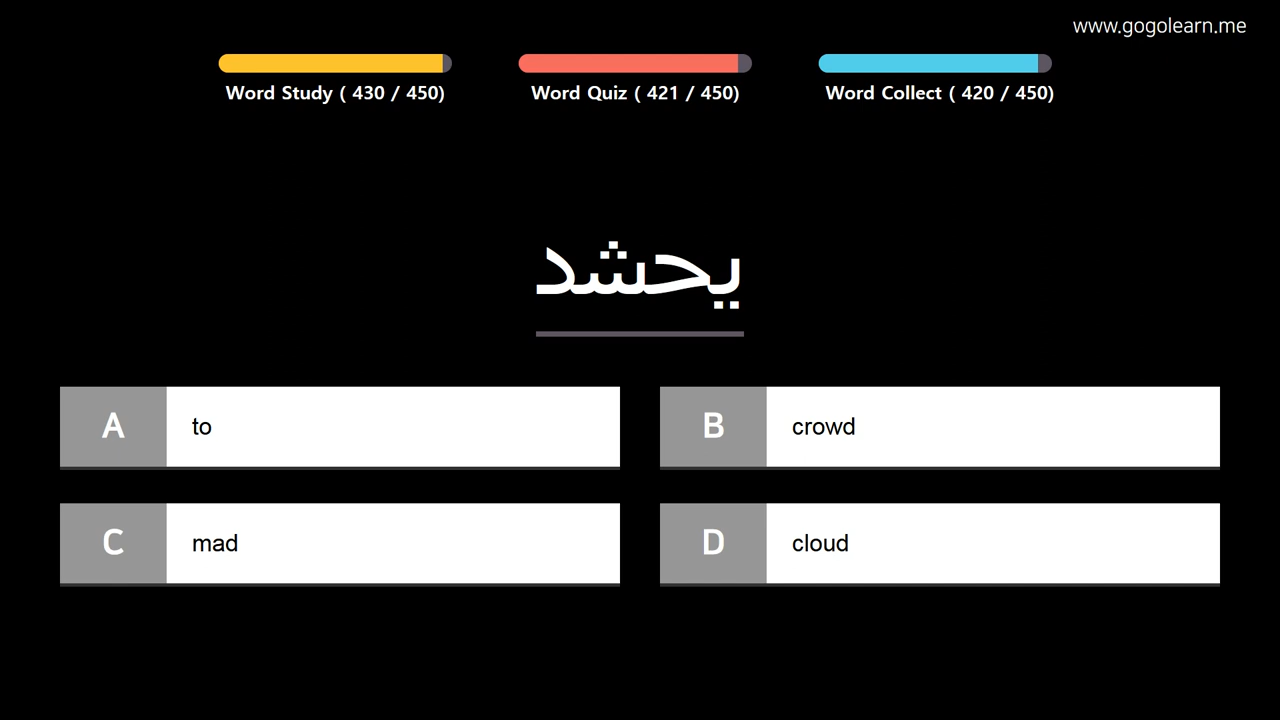 www.gogolearn.me
Word Study ( 430 / 450)
Word Quiz ( 421 / 450)
Word Collect ( 420 / 450)
يحشد
A to
B crowd
C mad
D cloud